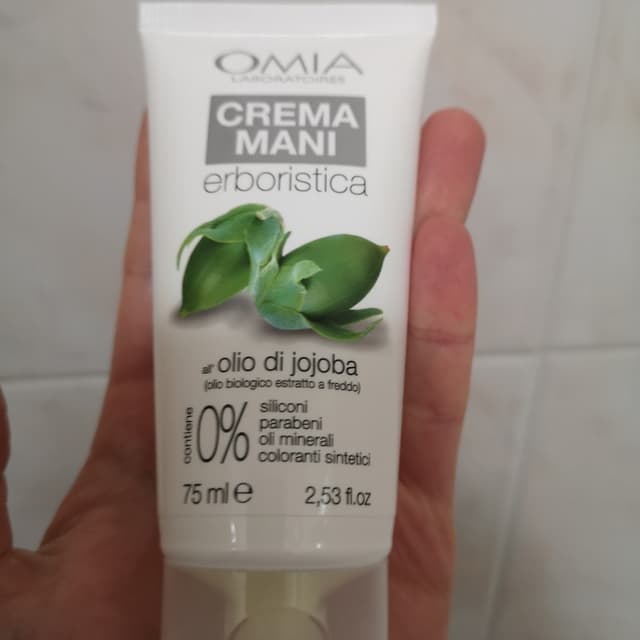 OMIA
LABORATOIRES
CREMA
MANI
erboristica
all' olio di jojoba
(olio biologico estratto a freddo)
contiene
0%
siliconi
parabeni
oli minerali
coloranti sintetici
75 ml e 2,53 fl.oz